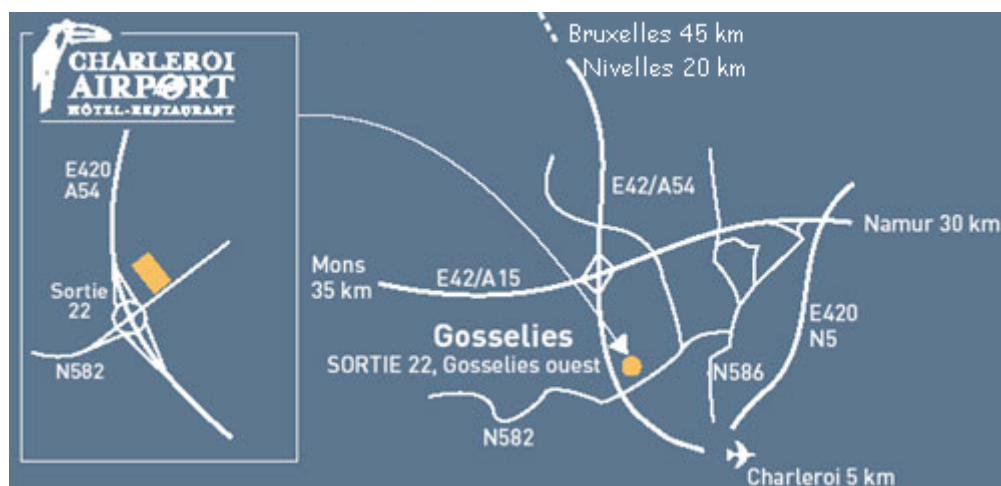 CHARLEROI
AIRPORT
HÔTEL-RESTAURANT
E420
A54
Sortie
22
N582
Bruxelles 45 km
Nivelles 20 km
E42/A54
Namur 30 km
Mons
35 km
E42/A15
E420
N5
Gosselies
SORTIE 22, Gosselies ouest
N586
N582
Charleroi 5 km